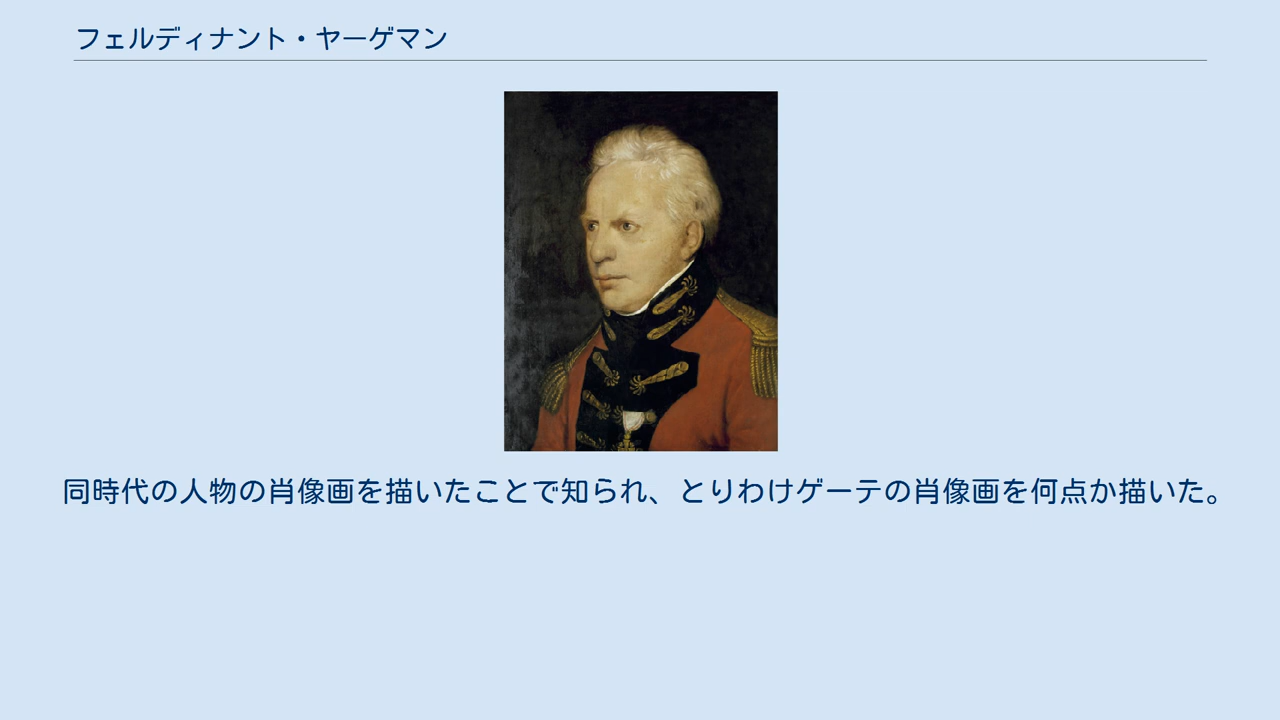 フェルディナント・ヤーゲマン
同時代の人物の肖像画を描いたことで知られ、とりわけゲーテの肖像画を何点か描いた。